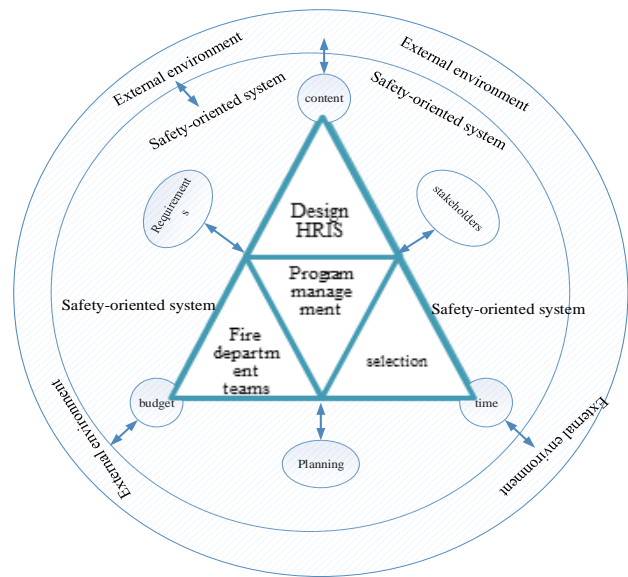 External environment
External environment
Safety-oriented system
Safety-oriented system
content
Requirement
s
stakeholders
Design
HRIS
Program
manage
ment
Safety-oriented system
Safety-oriented system
Fire
departm
ent
teams
selection
budget
time
External environment
External environment
Planning